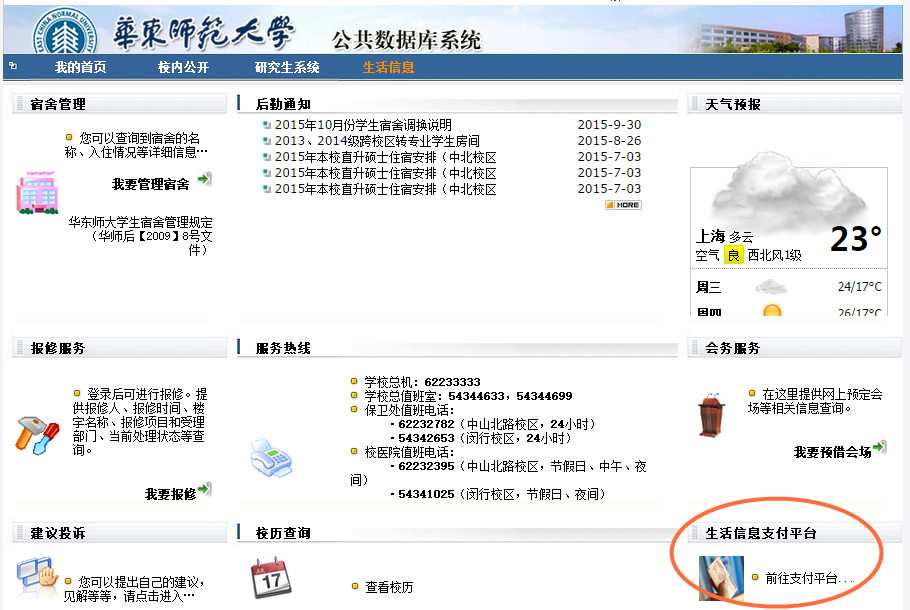 EAST CHINA NORMAL UNIVERSITY
華東師範大學
公共数据库系统
我的首页 校内公开 研究生系统 生活信息
宿舍管理
您可以查询到宿舍的名
称、入住情况等详细信息…
我要管理宿舍
华东师大学生宿舍管理规定
（华师后【2009】8号文
件）
后勤通知
2015年10月份学生宿舍调换说明 2015-9-30
2013、2014级跨校区转专业学生房间 2015-8-26
2015年本校直升硕士住宿安排（中北校区 2015-7-03
2015年本校直升硕士住宿安排（中北校区 2015-7-03
2015年本校直升硕士住宿安排（中北校区 2015-7-03
MORE
天气预报
上海 多云
23°
空气 良 西北风1级
周三 24/17°C
周四 26/17°C
报修服务
登录后可进行报修。提
供报修人、报修时间、楼
宇名称、报修项目和受理
部门、当前处理状态等查
询。
我要报修
服务热线
学校总机：62233333
学校总值班室：54344633，54344699
保卫处值班电话：
· 62232782（中山北路校区，24小时）
· 54342653（闵行校区，24小时）
校医院值班电话：
· 62232395（中山北路校区，节假日、中午、夜
间）
· 54341025（闵行校区，节假日、夜间）
会务服务
在这里提供网上预定会
场等相关信息查询。
我要预借会场
建议投诉
您可以提出自己的建议，
见解等等，请点击进入…
校历查询
17
查看校历
生活信息支付平台
前往支付平台...